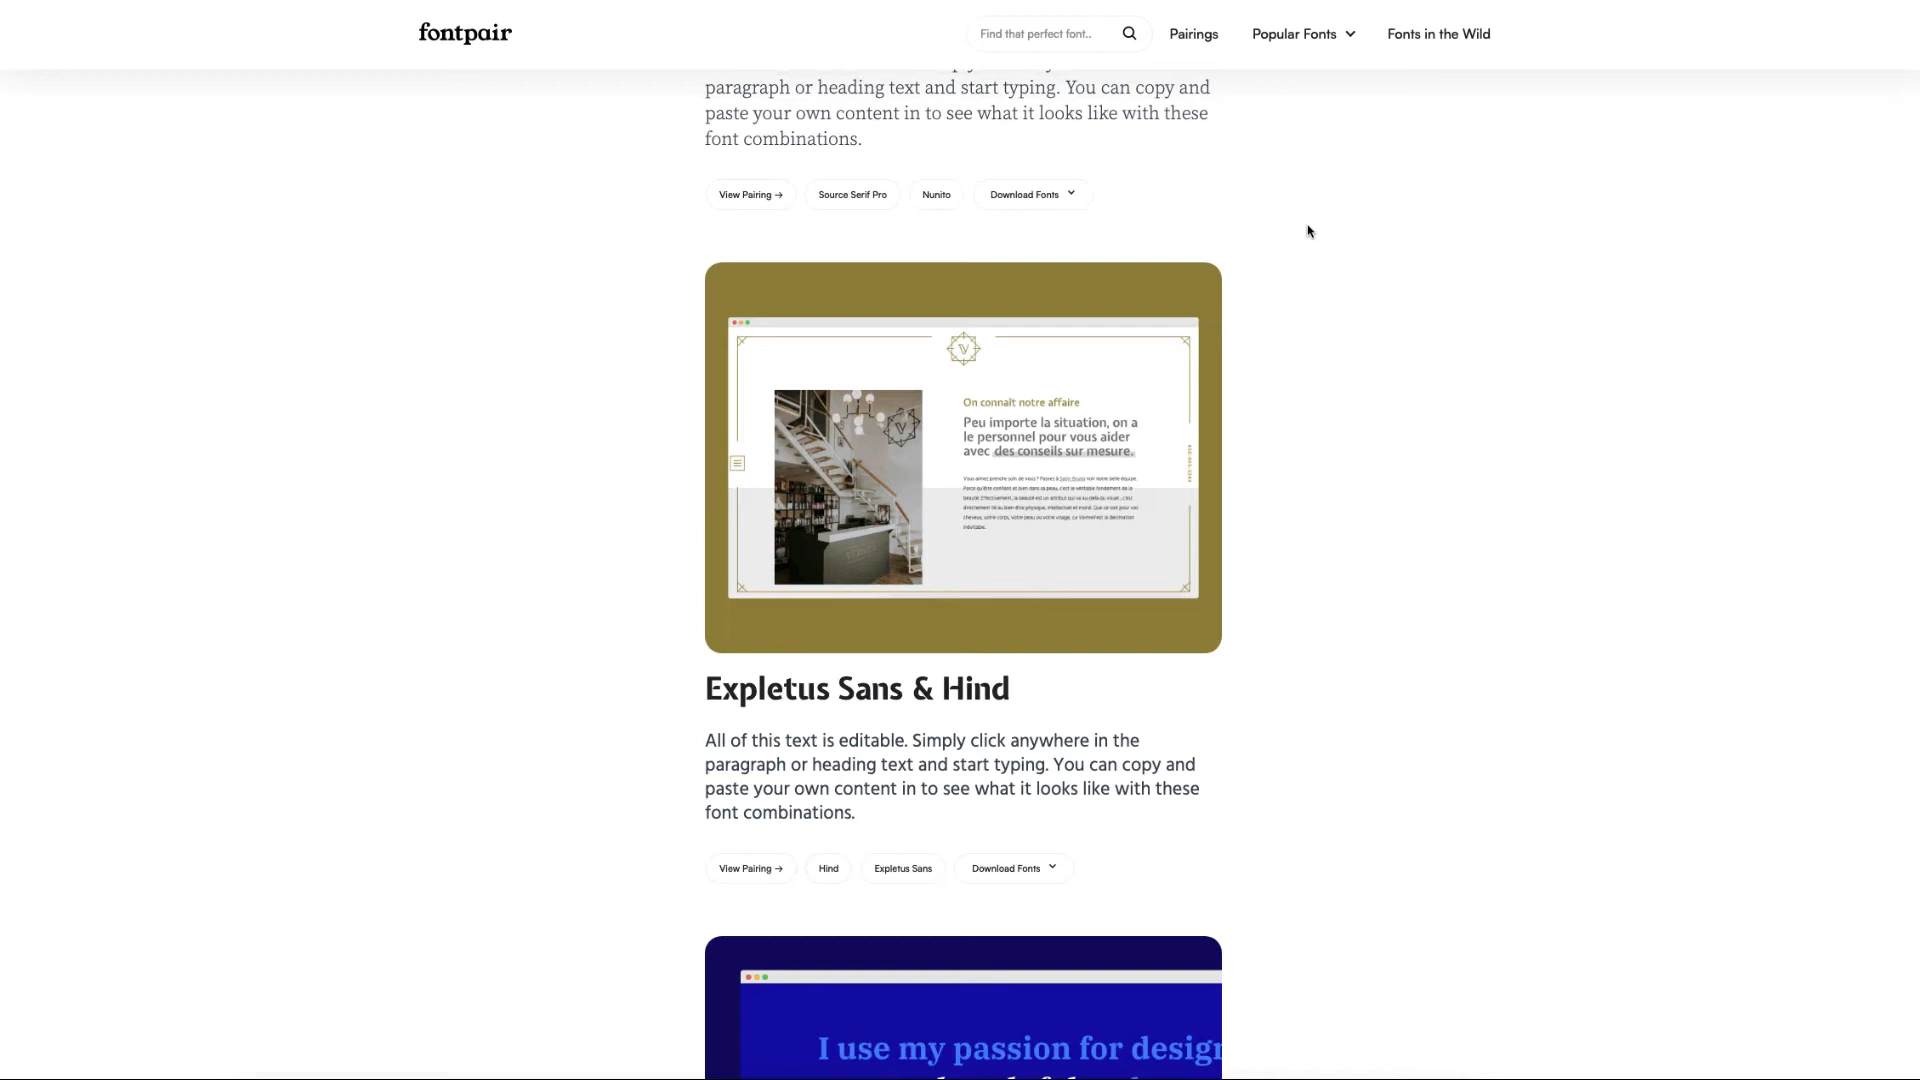 fontpair
Find that perfect font..
Pairings
Popular Fonts
Fonts in the Wild
paragraph or heading text and start typing. You can copy and
paste your own content in to see what it looks like with these
font combinations.
View Pairing →
Source Serif Pro
Nunito
Download Fonts
V
On connaît notre affaire
Peu importe la situation, on a
le personnel pour vous aider
avec des conseils sur mesure.
Expletus Sans & Hind
All of this text is editable. Simply click anywhere in the
paragraph or heading text and start typing. You can copy and
paste your own content in to see what it looks like with these
font combinations.
View Pairing →
Hind
Expletus Sans
Download Fonts
I use my passion for design